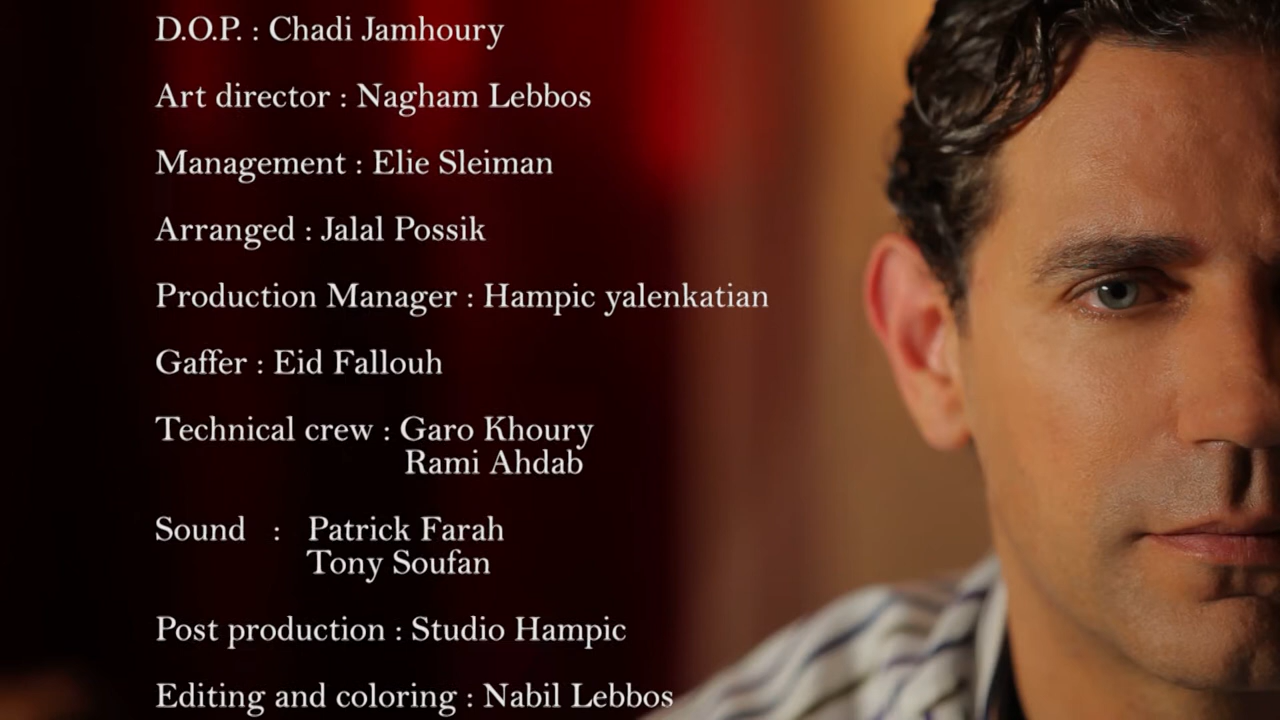 D.O.P. : Chadi Jamhoury
Art director : Nagham Lebbos
Management : Elie Sleiman
Arranged : Jalal Possik
Production Manager : Hampic yalenkatian
Gaffer : Eid Fallouh
Technical crew : Garo Khoury
Rami Ahdab
Sound : Patrick Farah
Tony Soufan
Post production : Studio Hampic
Editing and coloring : Nabil Lebbos